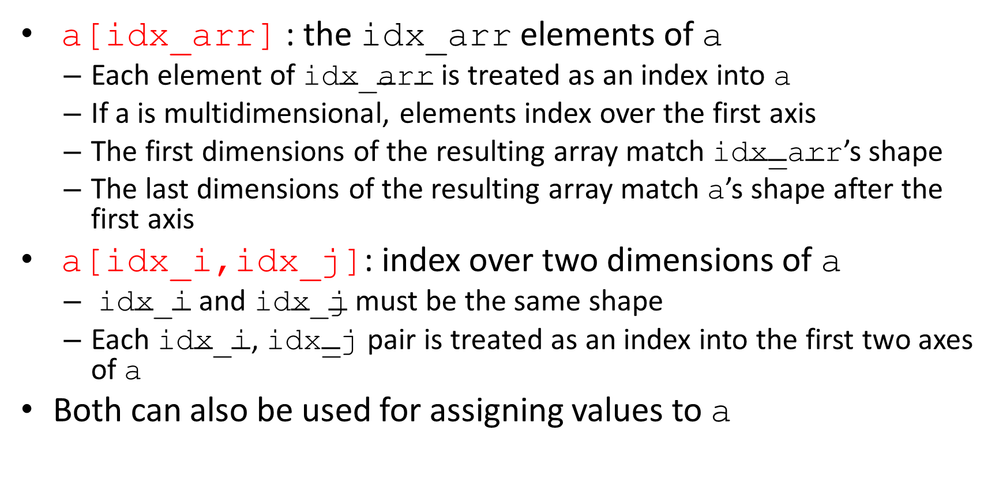 • a[idx_arr] : the idx_arr elements of a
– Each element of idx_arr is treated as an index into a
– If a is multidimensional, elements index over the first axis
– The first dimensions of the resulting array match idx_arr’s shape
– The last dimensions of the resulting array match a’s shape after the
first axis
• a[idx_i,idx_j]: index over two dimensions of a
– idx_i and idx_j must be the same shape
– Each idx_i, idx_j pair is treated as an index into the first two axes
of a
• Both can also be used for assigning values to a